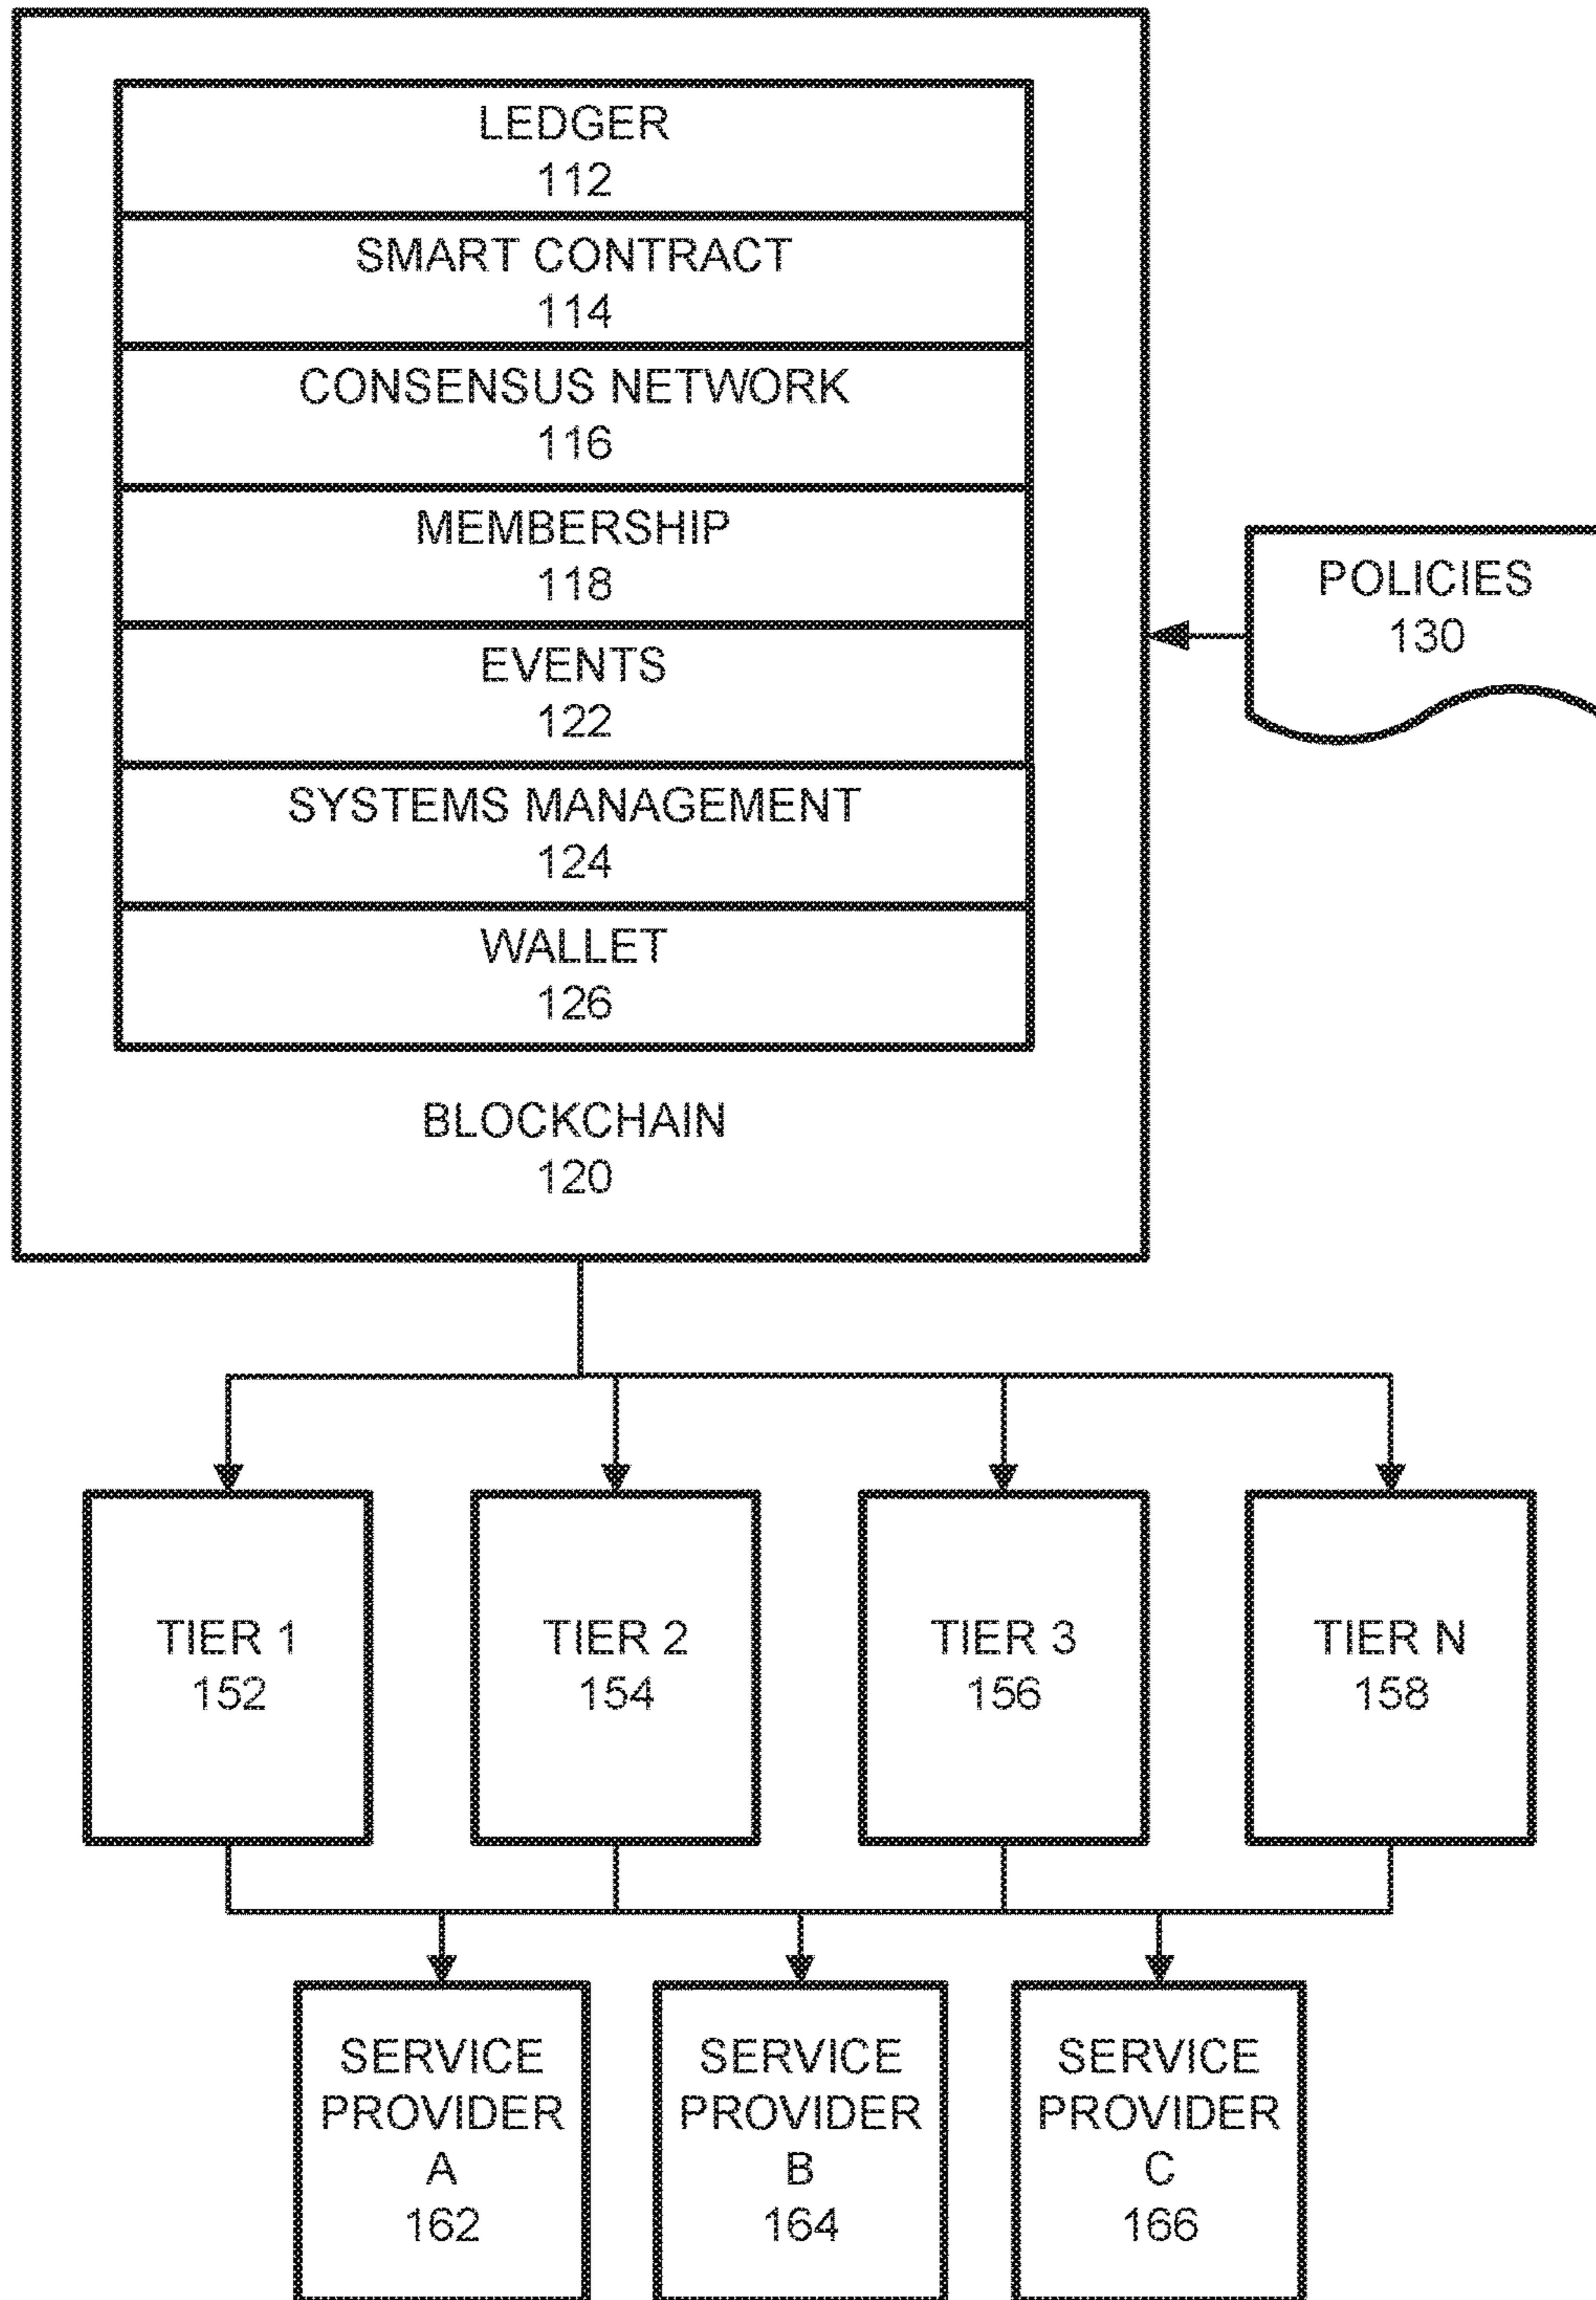 LEDGER
112
SMART CONTRACT
114
CONSENSUS NETWORK
116
MEMBERSHIP
118
EVENTS
122
SYSTEMS MANAGEMENT
124
WALLET
126
BLOCKCHAIN
120
POLICIES
130
TIER 1
152
TIER 2
154
TIER 3
156
TIER N
158
SERVICE
PROVIDER
A
162
SERVICE
PROVIDER
B
164
SERVICE
PROVIDER
C
166